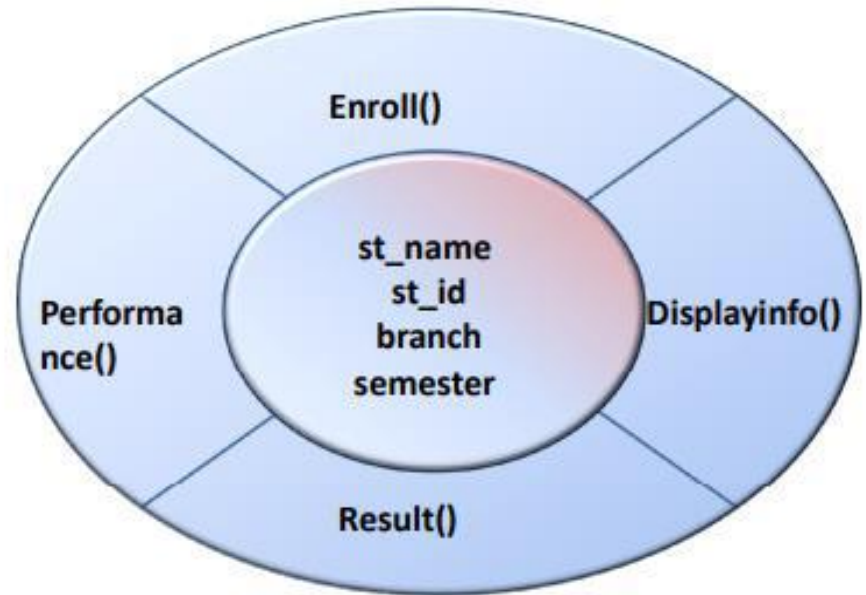 Enroll()
st_name
st_id
branch
semester
Performa
nce()
Displayinfo()
Result()